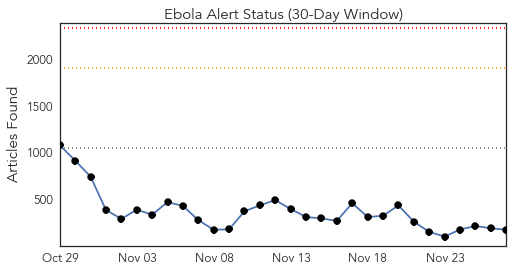 Ebola Alert Status (30-Day Window)
Articles Found
2000
1500
1000
500
Oct 29 Nov 03 Nov 08 Nov 13 Nov 18 Nov 23